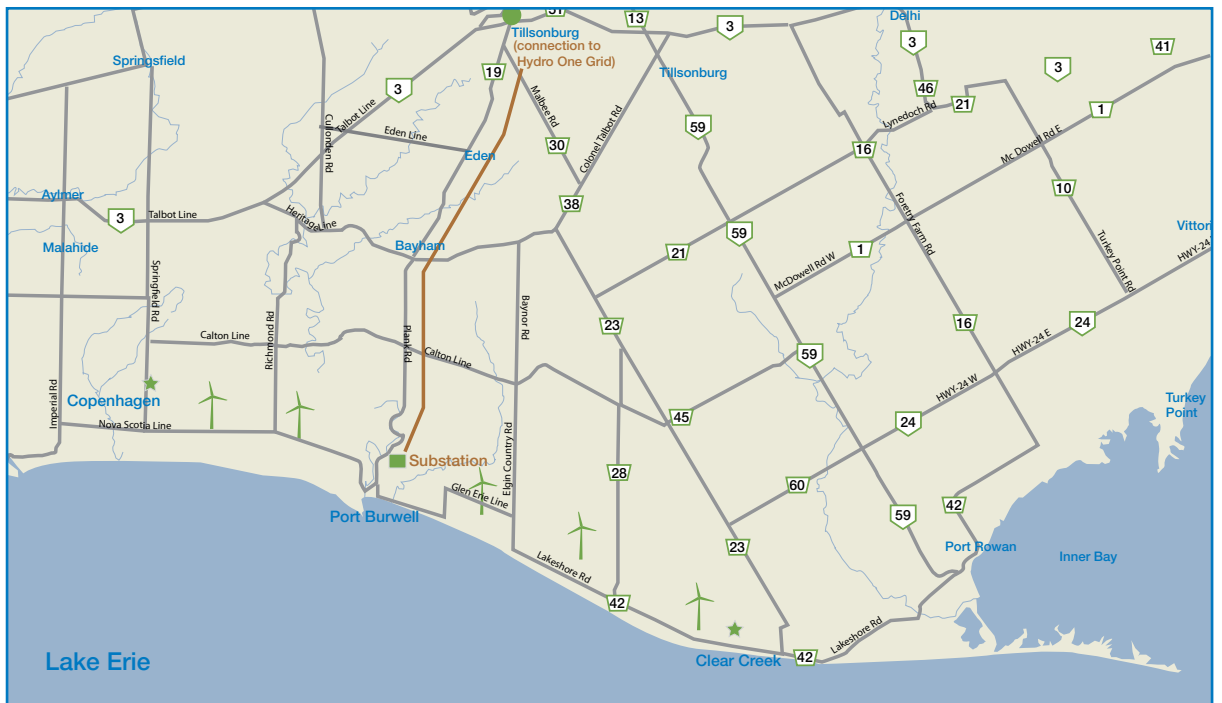 51
13
3
Delhi
3
41
3
Tillsonburg
(connection to
Hydro One Grid)
Springsfield
19
Tillsonburg
3
46
21
1
Talbot Line
Cullonden Rd
Eden Line
Malbee Rd
Colonel Talbot Rd
59
Lynedoch Rd
30
16
Mc Dowell Rd E
Eden
10
Aylmer
3
Talbot Line
Heritage Line
38
Foretry Farm Rd
59
Malahide
Bayham
21
McDowell Rd W
1
Turkey Point Rd
Vittori
HWY-24
Springfield Rd
Richmond Rd
Calton Line
Plank Rd
Calton Line
Baynor Rd
23
16
24
HWY-24 E
59
Imperial Rd
Copenhagen
HWY-24 W
Turkey
Point
Nova Scotia Line
45
24
Substation
Elgin Country Rd
28
60
Glen Erie Line
42
59
Port Burwell
23
Port Rowan
Inner Bay
Lakeshore Rd
42
Lake Erie
Clear Creek
42
Lakeshore Rd